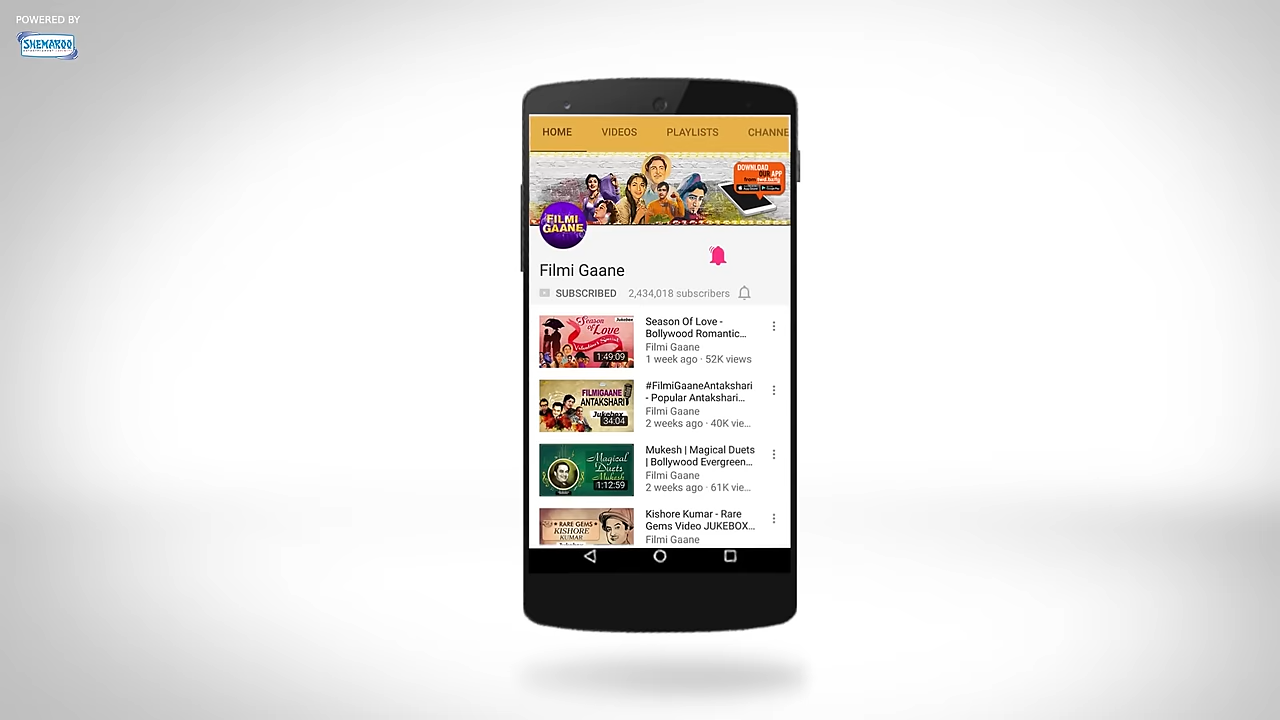 POWERED BY
SHEMAROO
HOME VIDEOS PLAYLISTS CHANNE
DOWNLOAD
OUR APP
FILMI
GAANE
Filmi Gaane
SUBSCRIBED 2,434,018 subscribers
Season
of Love
Jukebox
Valentine's Special
1:49:09
Season Of Love -
Bollywood Romantic...
Filmi Gaane
1 week ago · 52K views
FILMIGAANE
ANTAKSHARI
Jukebox
34:04
#FilmiGaaneAntakshari
- Popular Antakshari...
Filmi Gaane
2 weeks ago · 40K vie...
Magical
Duets
Mukesh
1:12:59
Mukesh | Magical Duets
| Bollywood Evergreen...
Filmi Gaane
2 weeks ago · 61K vie...
RARE GEMS
KISHORE
KUMAR
Kishore Kumar - Rare
Gems Video JUKEBOX...
Filmi Gaane